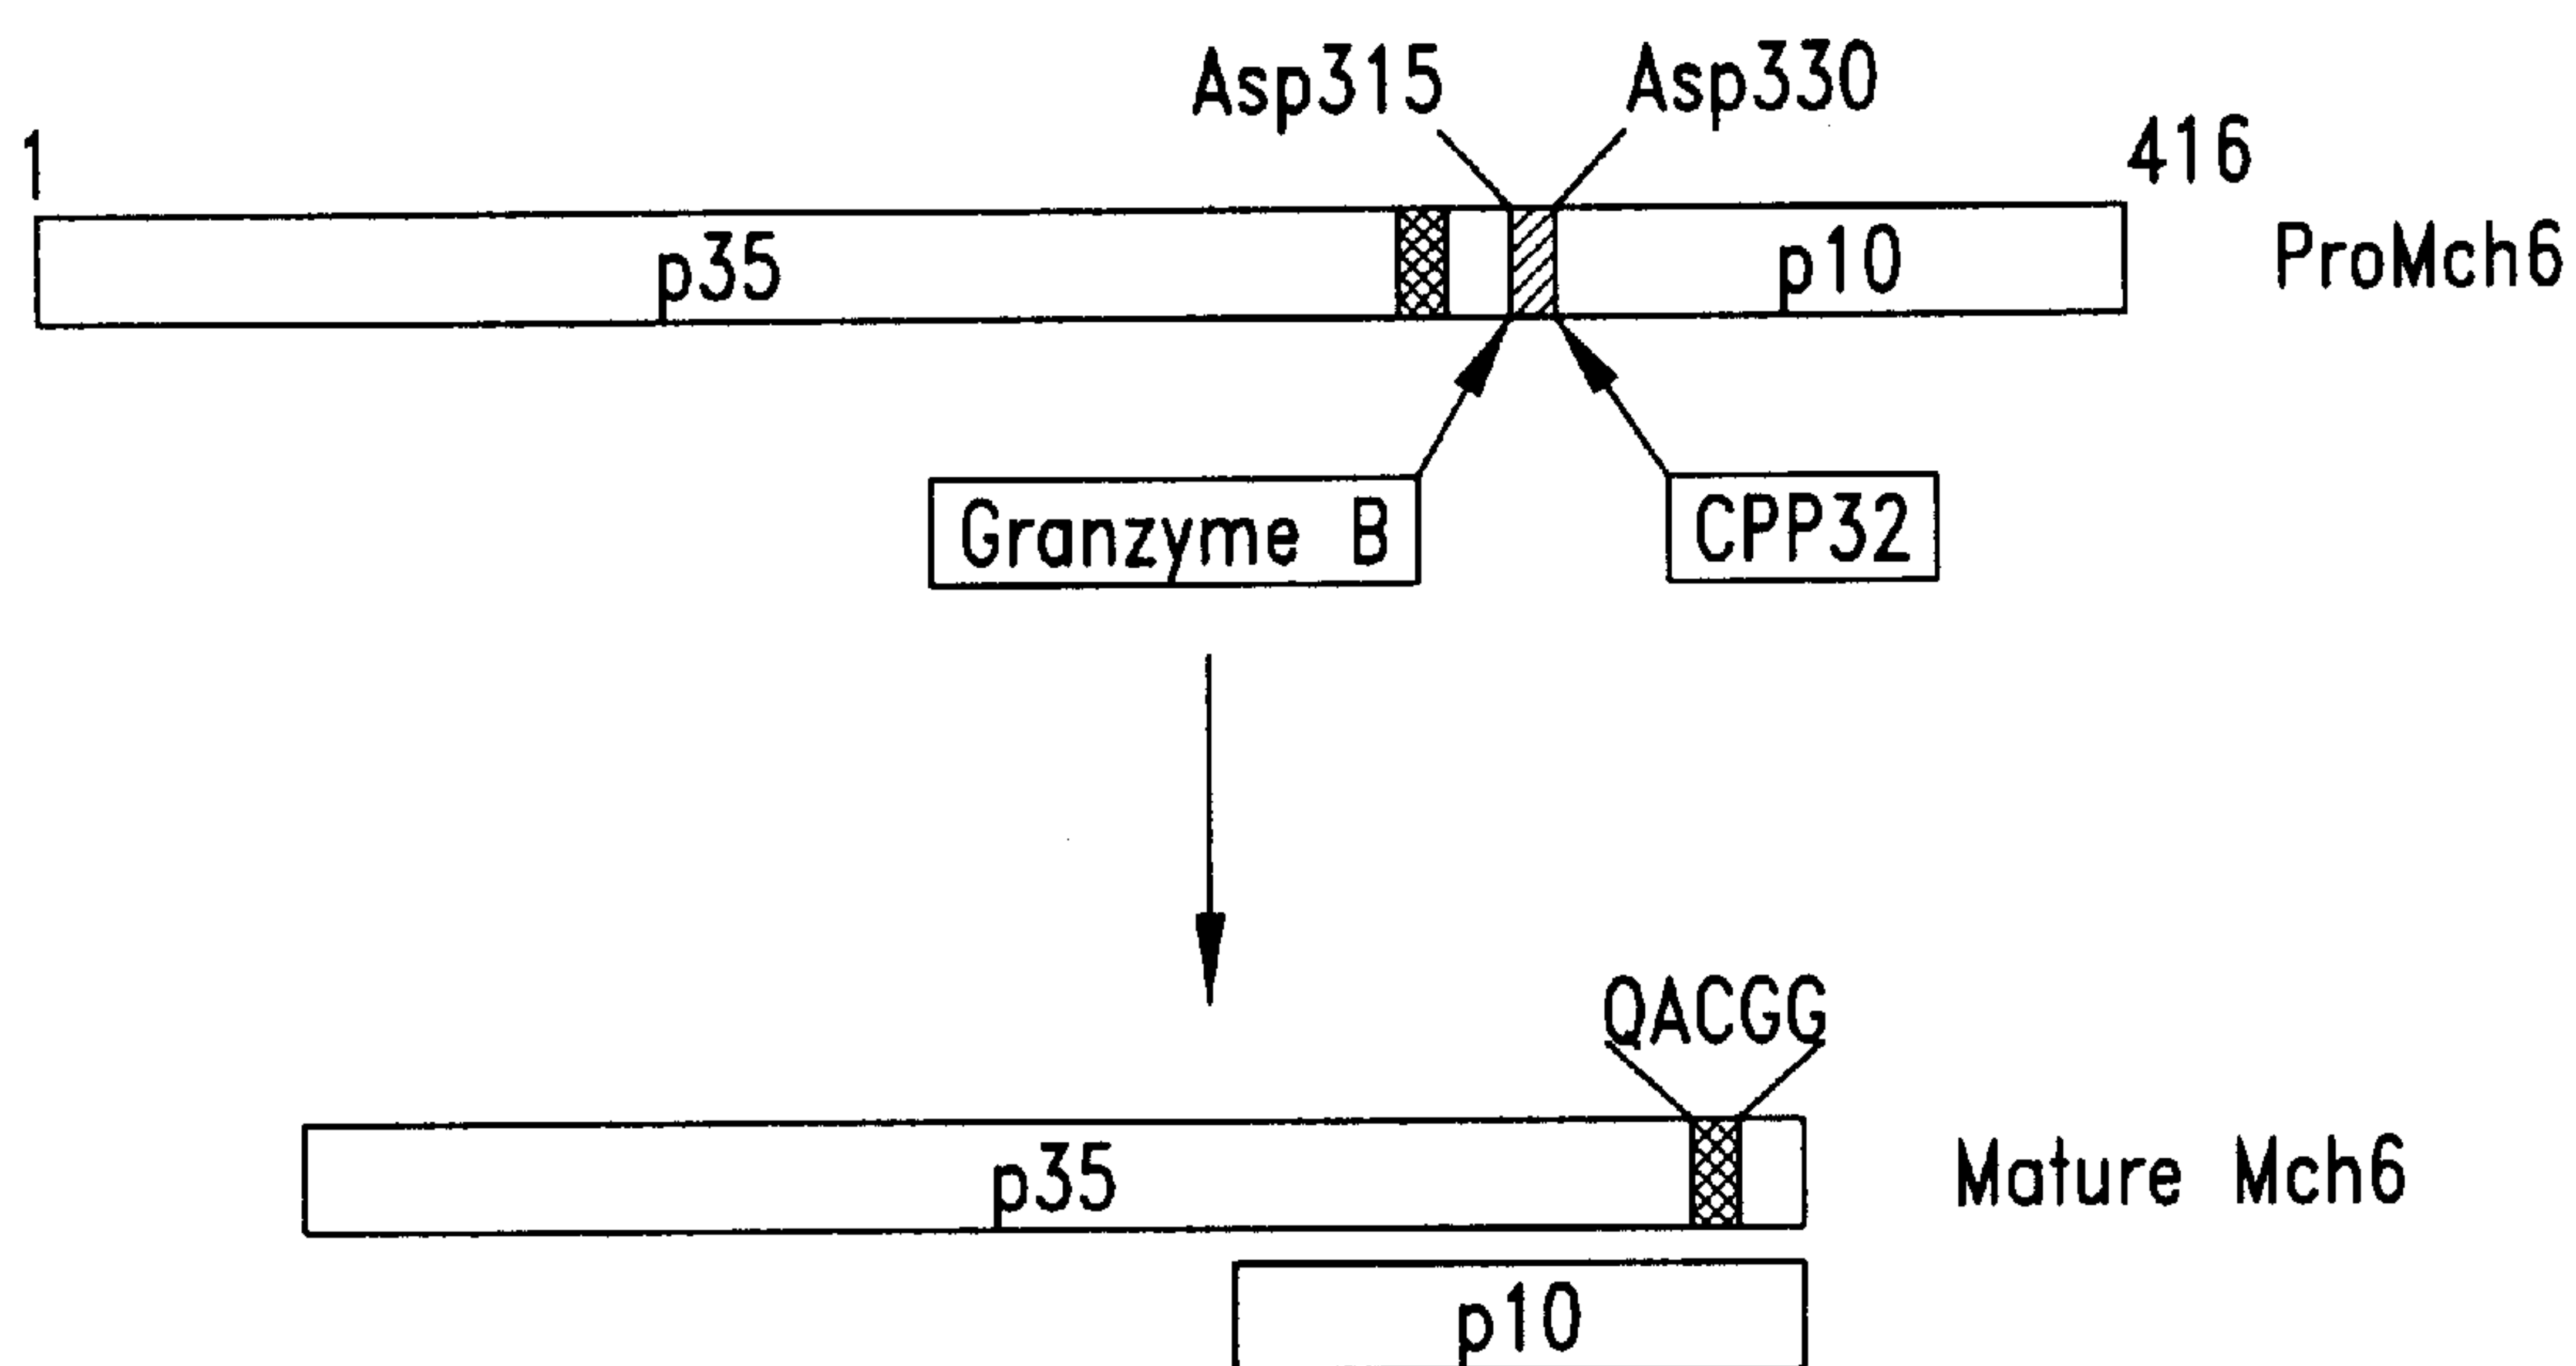 Asp315 Asp330
1 416
p35 p10 ProMch6
Granzyme B CPP32
QACGG
p35 Mature Mch6
p10